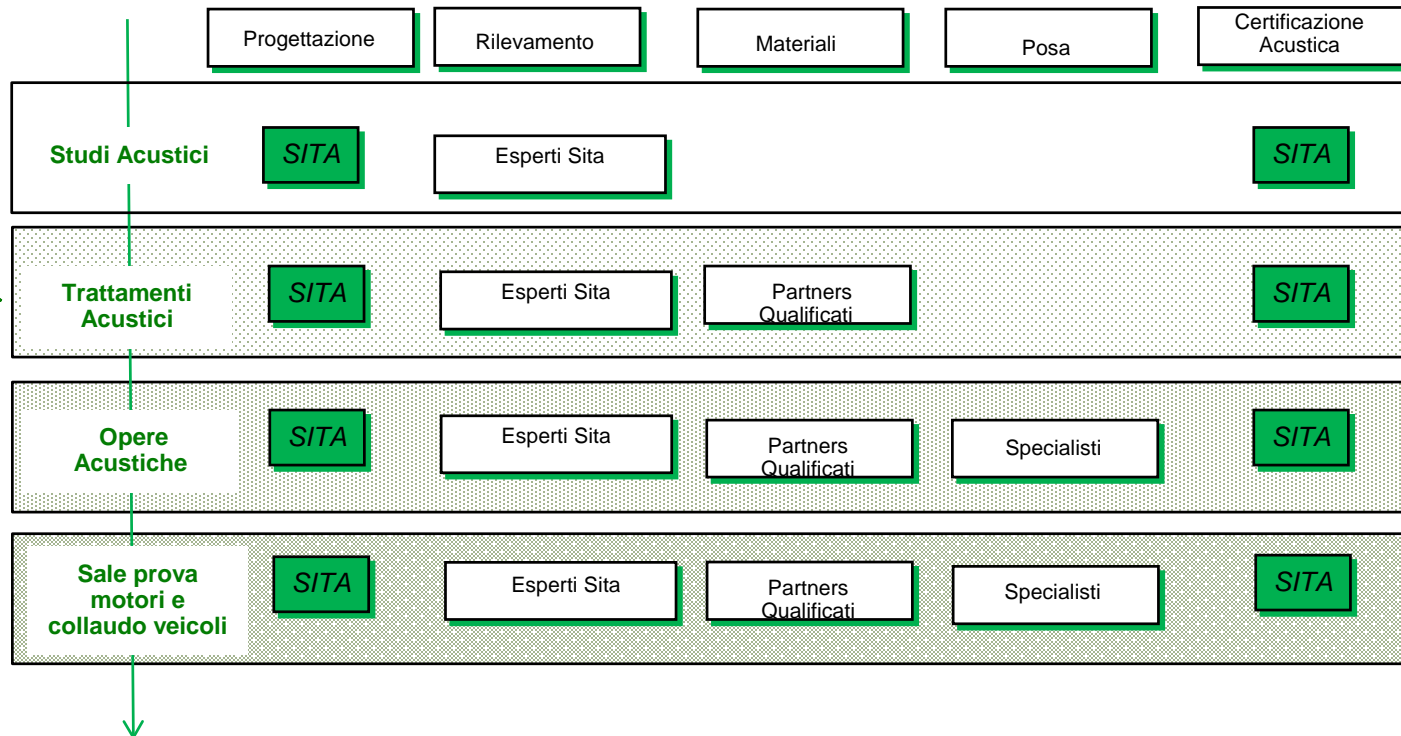 Progettazione
Rilevamento
Materiali
Posa
Certificazione
Acustica
Studi Acustici
SITA
Esperti Sita
SITA
Trattamenti
Acustici
SITA
Esperti Sita
Partners
Qualificati
SITA
Opere
Acustiche
SITA
Esperti Sita
Partners
Qualificati
Specialisti
SITA
Sale prova
motori e
collaudo veicoli
SITA
Esperti Sita
Partners
Qualificati
Specialisti
SITA